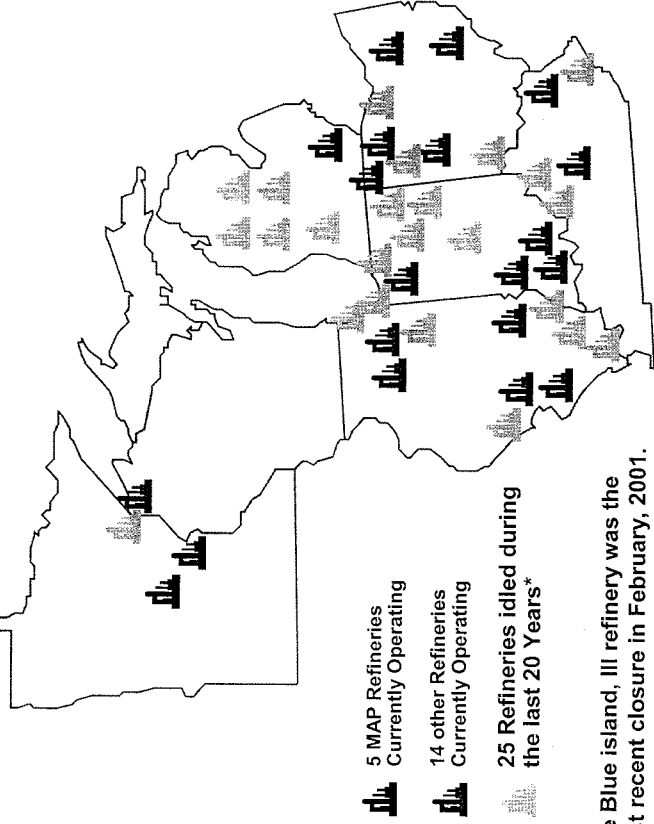 5 MAP Refineries
Currently Operating
14 other Refineries
Currently Operating
25 Refineries idled during
the last 20 Years*
Blue island, Ill refinery was the
recent closure in February, 2001.